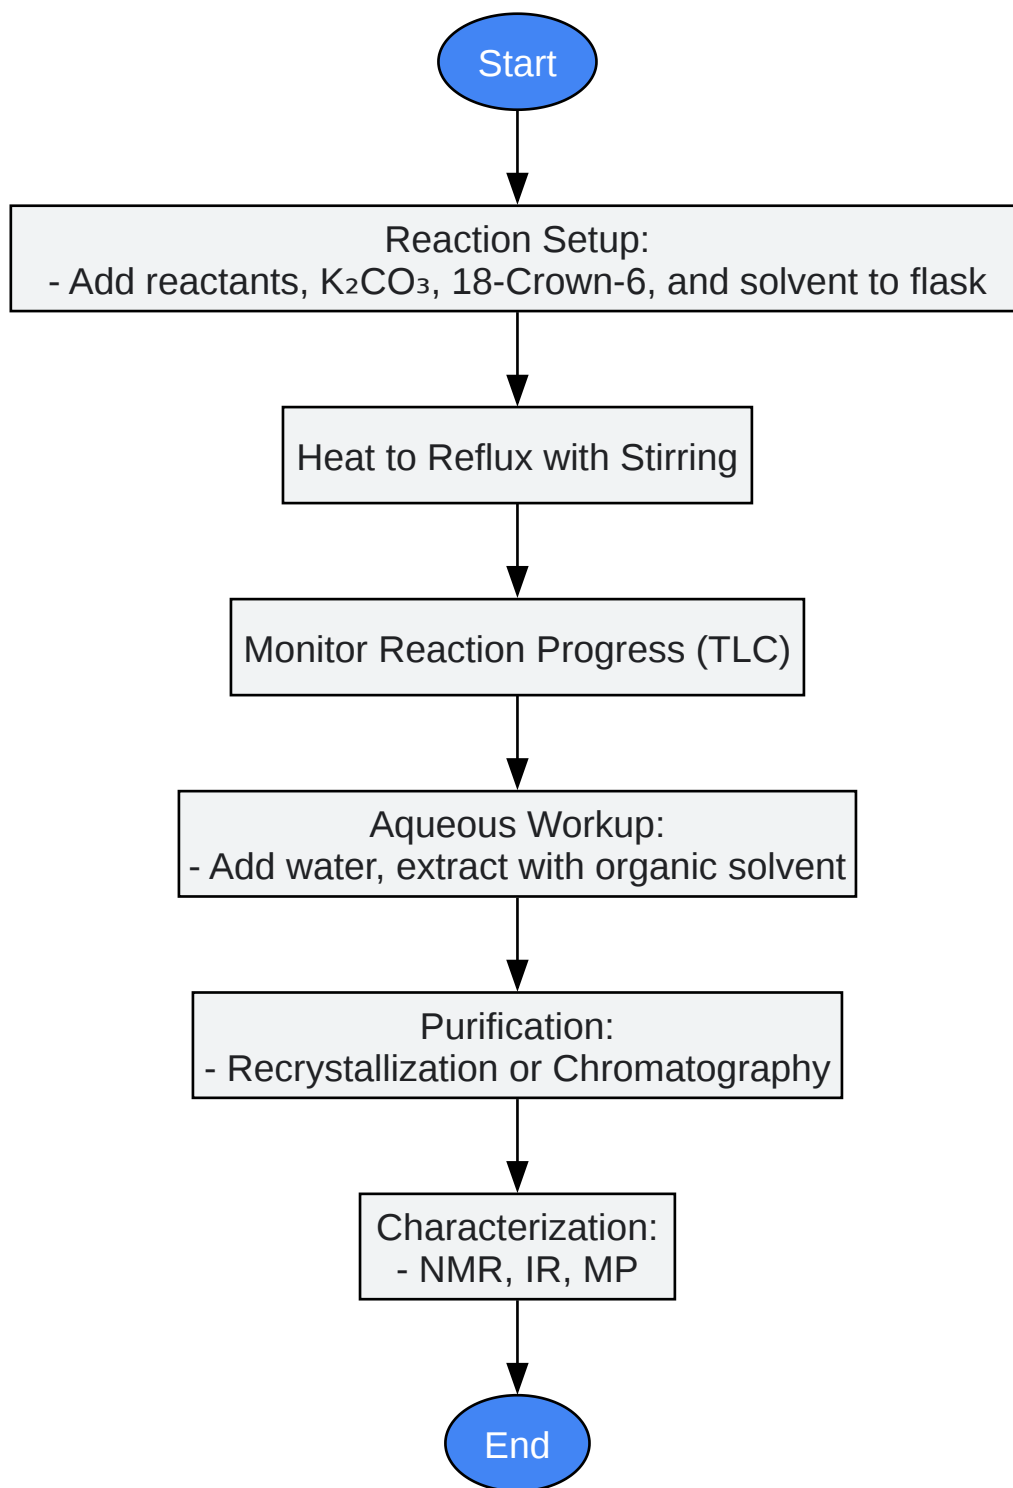 Start
Reaction Setup:
- Add reactants, K₂CO₃, 18-Crown-6, and solvent to flask
Heat to Reflux with Stirring
Monitor Reaction Progress (TLC)
Aqueous Workup:
- Add water, extract with organic solvent
Purification:
- Recrystallization or Chromatography
Characterization:
- NMR, IR, MP
End